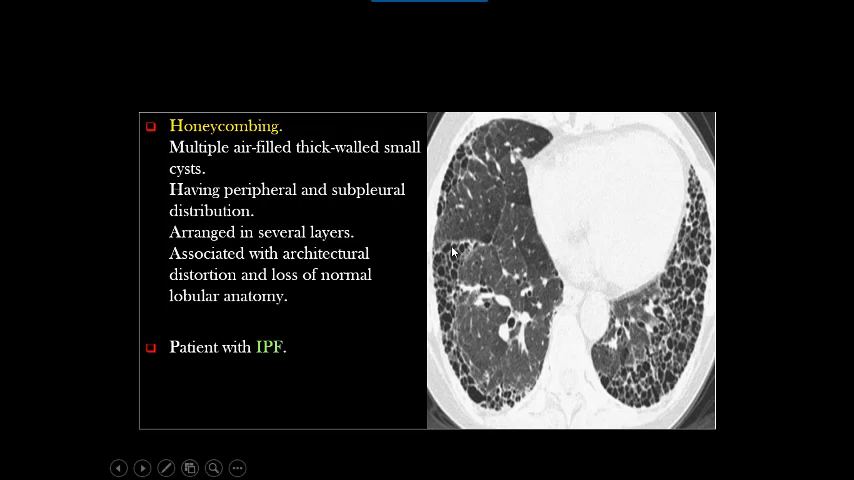 Honeycombing.
Multiple air-filled thick-walled small
cysts.
Having peripheral and subpleural
distribution.
Arranged in several layers.
Associated with architectural
distortion and loss of normal
lobular anatomy.
Patient with IPF.